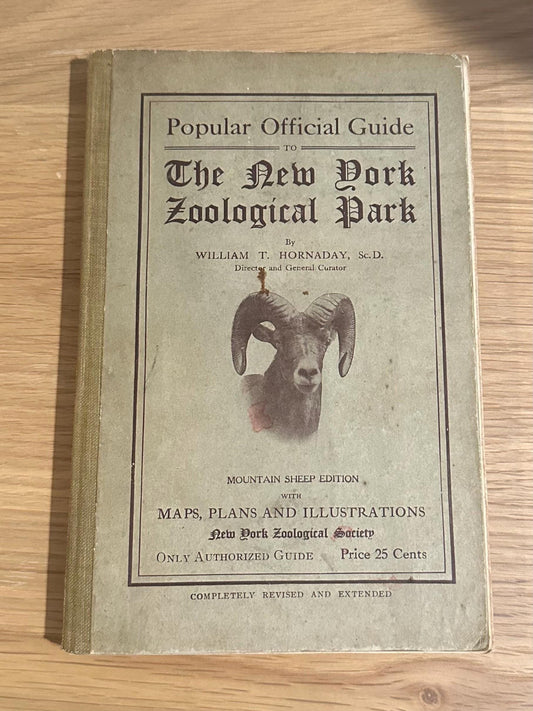 Popular Official Guide
TO
The New York
Zoological Park
By
WILLIAM T. HORNADAY, Sc.D.
Director and General Curator
MOUNTAIN SHEEP EDITION
WITH
MAPS, PLANS AND ILLUSTRATIONS
New York Zoological Society
ONLY AUTHORIZED GUIDE Price 25 Cents
COMPLETELY REVISED AND EXTENDED